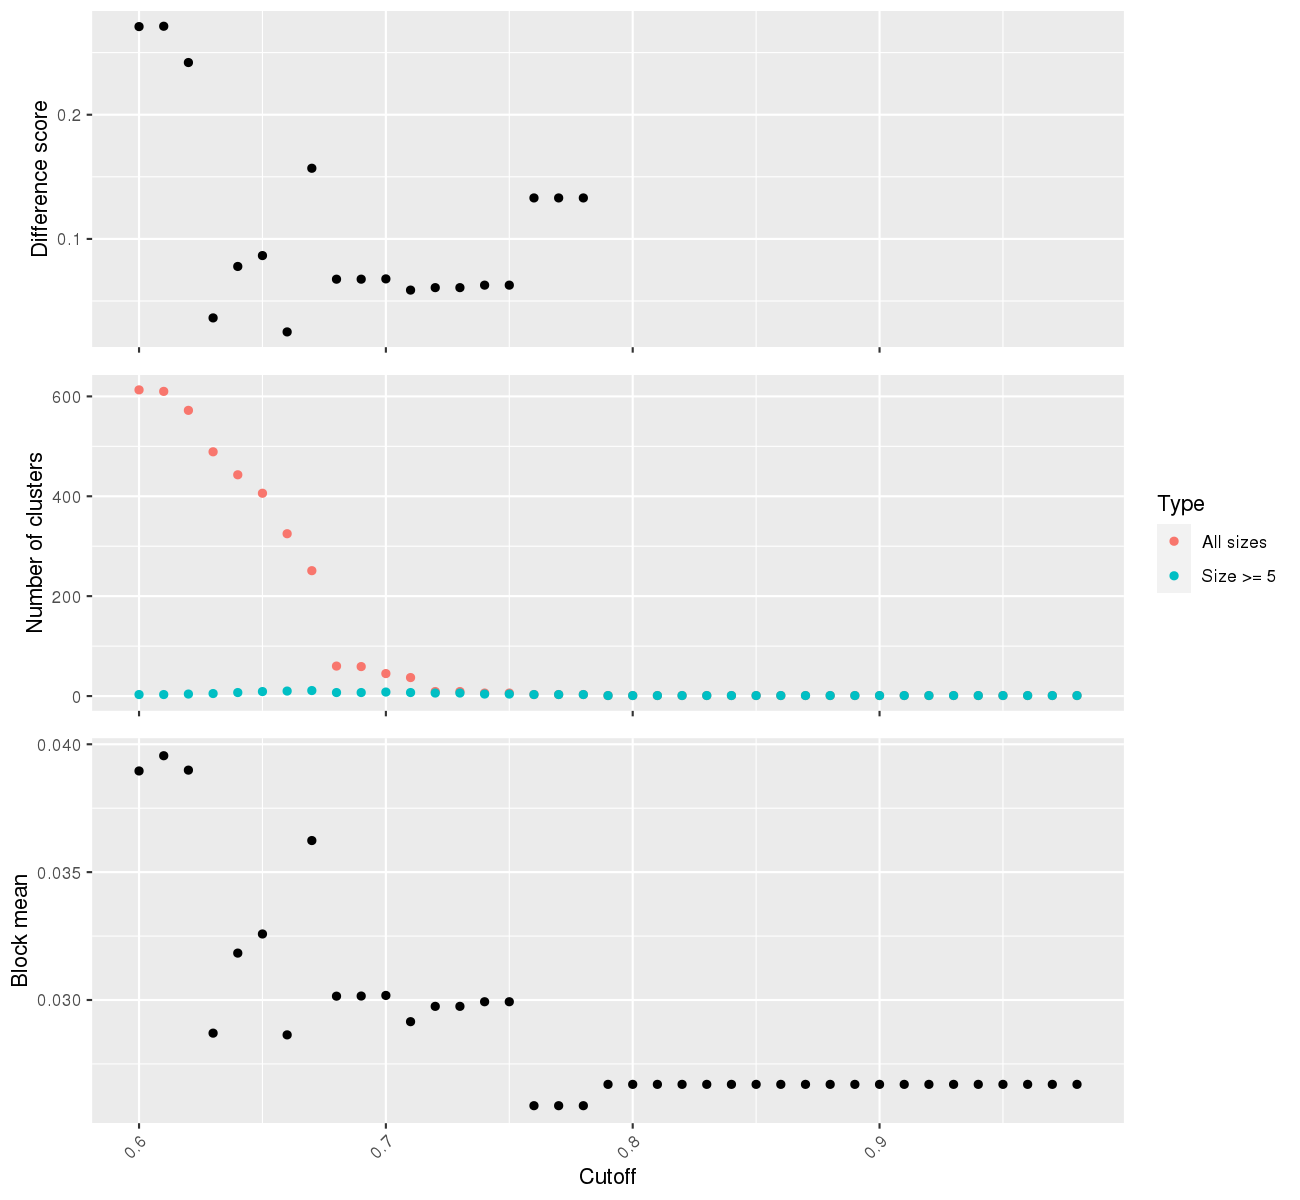 Difference score
0.2
0.1
Number of clusters
600
400
200
0
Type
All sizes
Size >= 5
Block mean
0.040
0.035
0.030
0.6
0.7
0.8
0.9
Cutoff